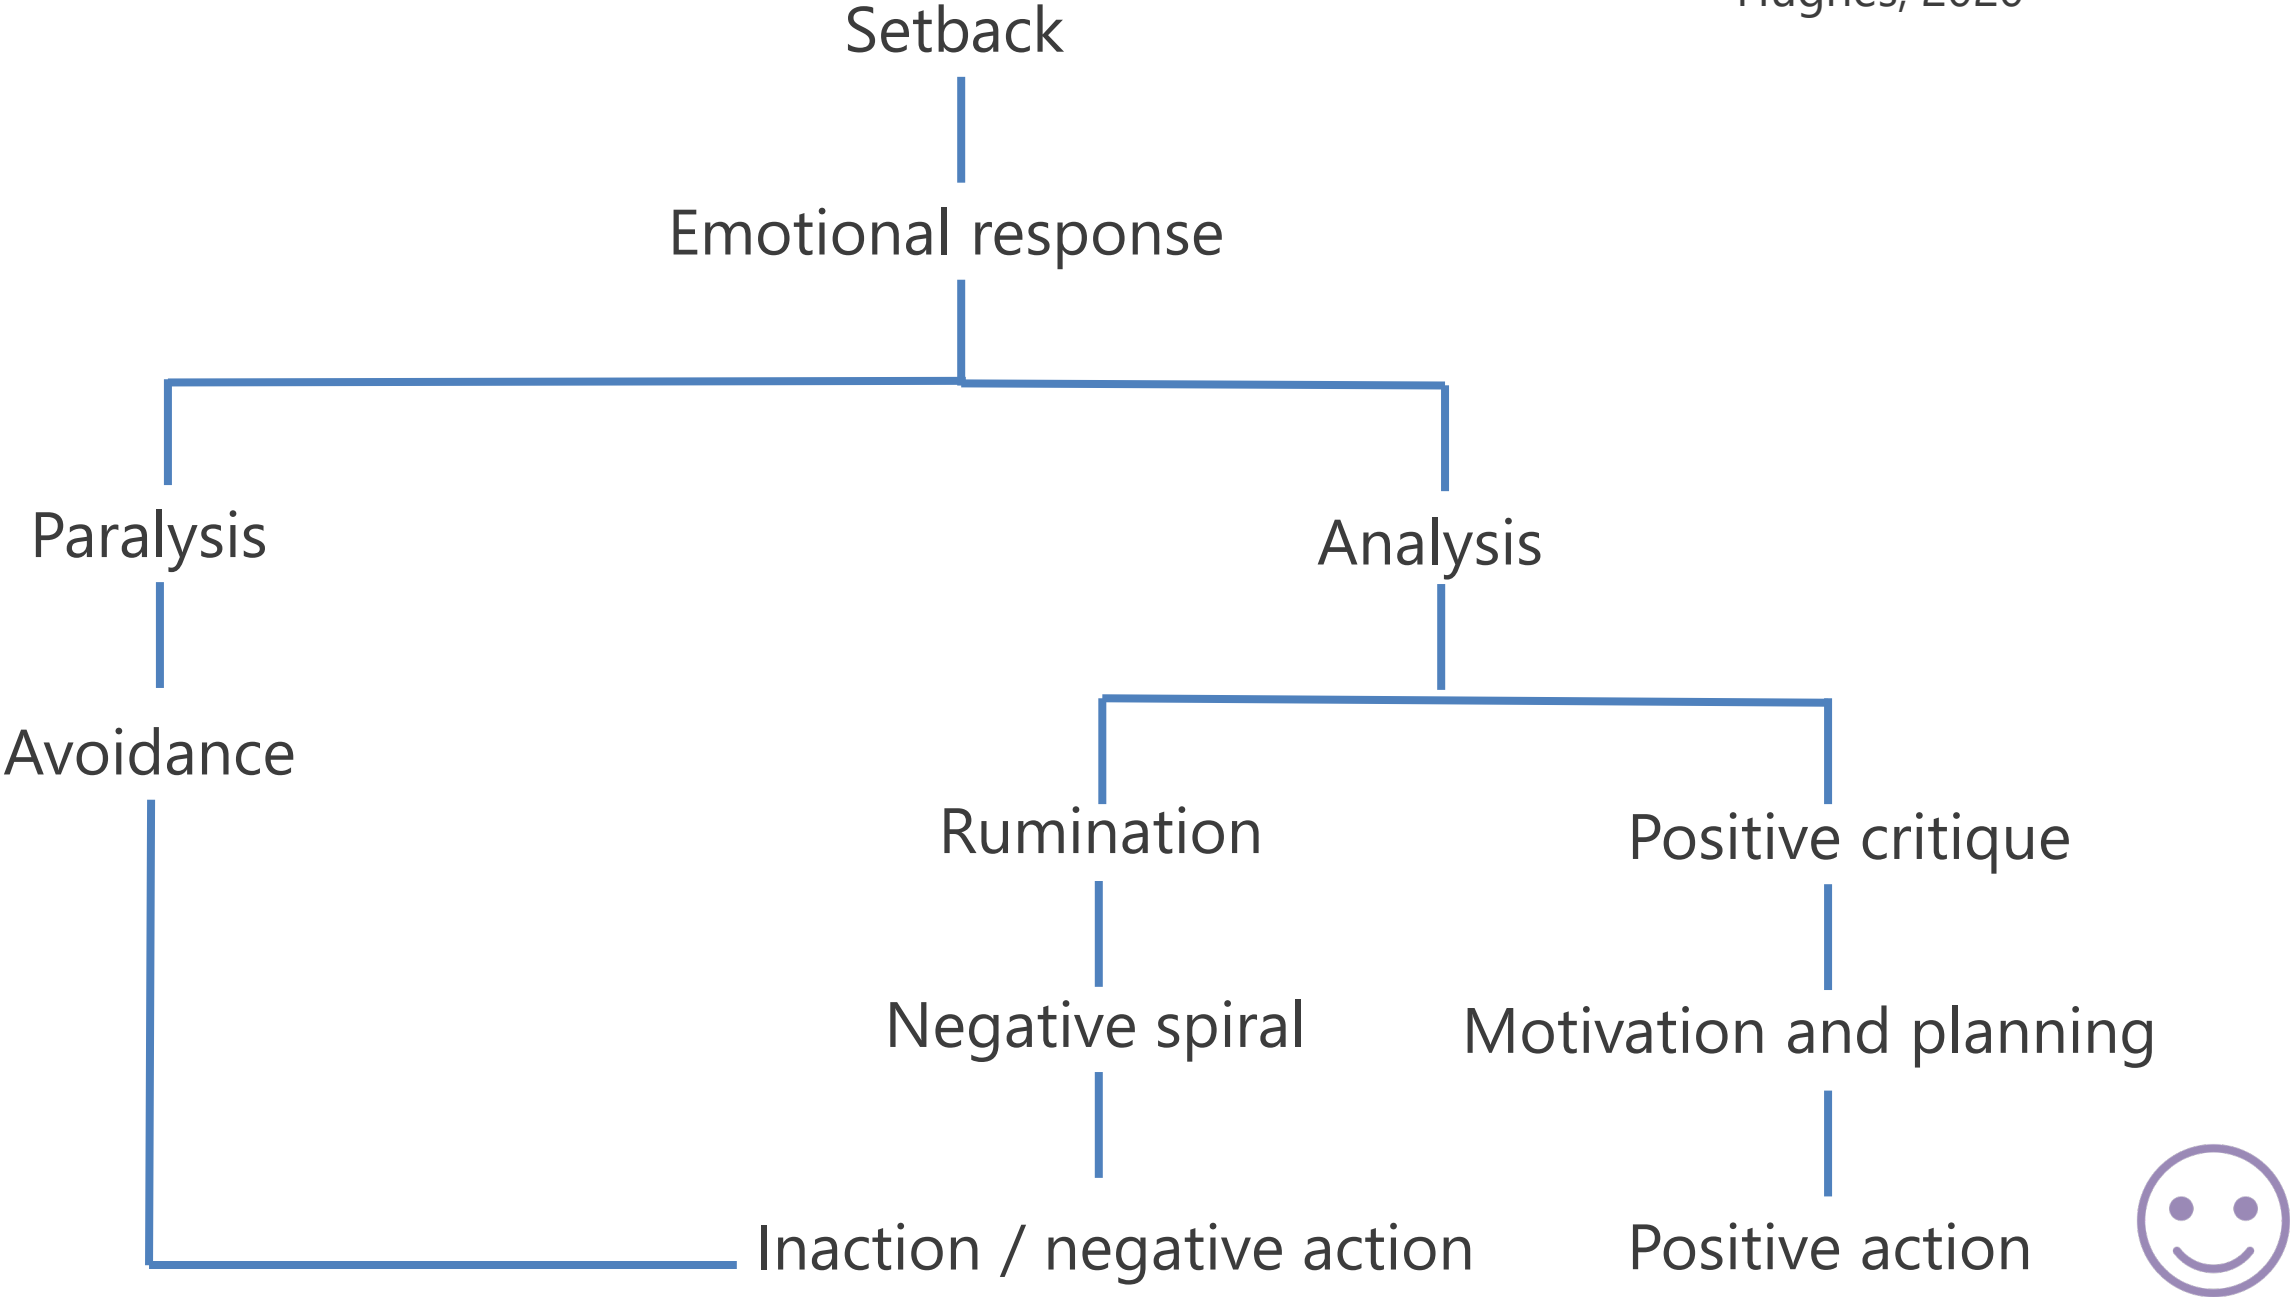 Setback
Emotional response
Paralysis
Analysis
Avoidance
Rumination
Positive critique
Negative spiral
Motivation and planning
Inaction / negative action
Positive action